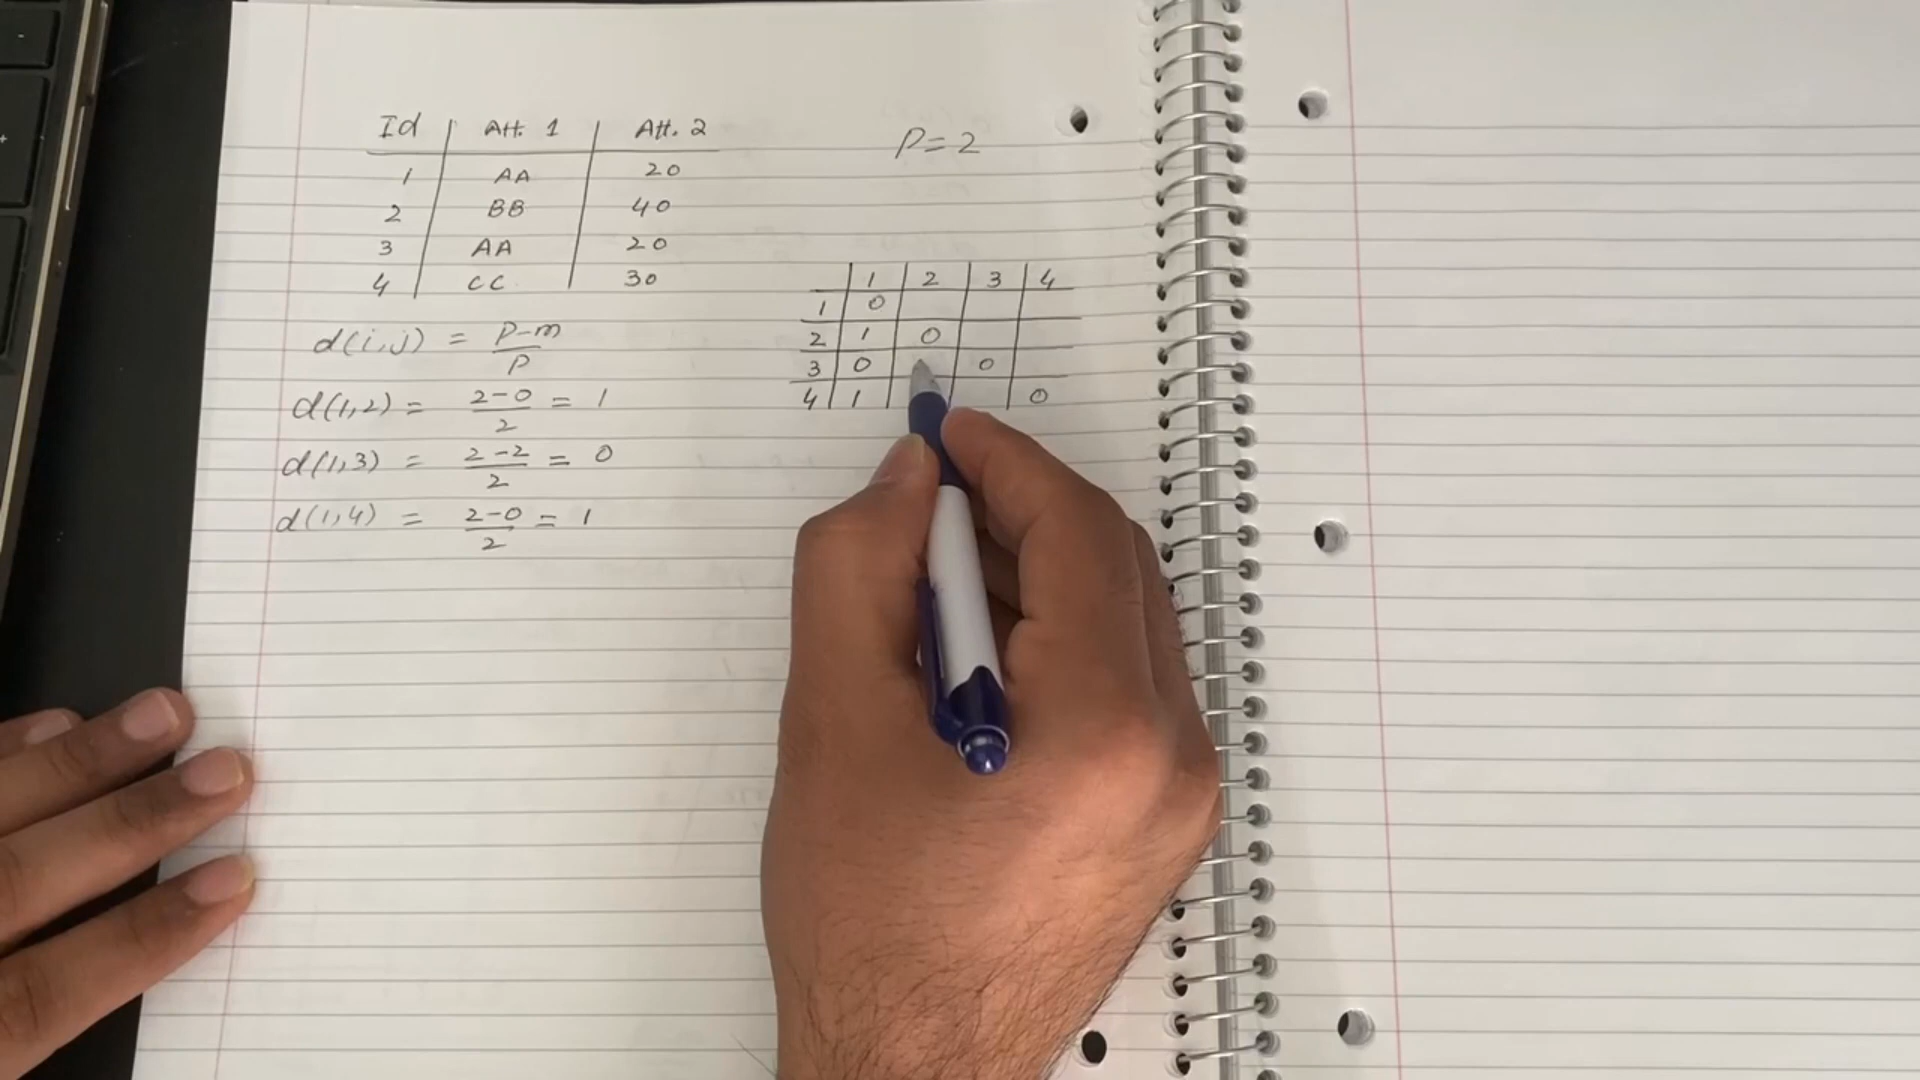 Id Att. 1 Att. 2
1 AA 20
2 BB 40
3 AA 20
4 CC 30
P=2
1 2 3 4
1 0
2 1 0
3 0 0
4 1 0
d(i,j) = P-m / P
d(1,2) = 2-0 / 2 = 1
d(1,3) = 2-2 / 2 = 0
d(1,4) = 2-0 / 2 = 1